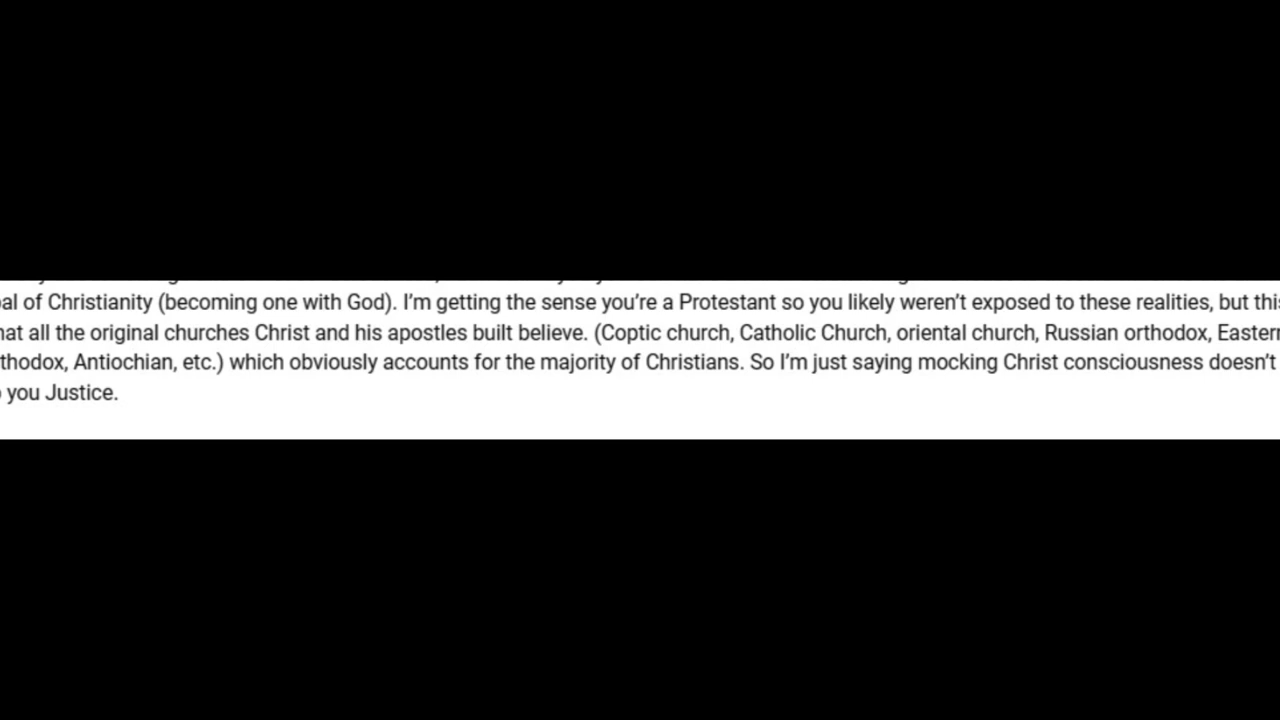 of Christianity (becoming one with God). I'm getting the sense you're a Protestant so you likely weren't exposed to these realities, but this
all the original churches Christ and his apostles built believe. (Coptic church, Catholic Church, oriental church, Russian orthodox, Eastern
Antiochian, etc.) which obviously accounts for the majority of Christians. So I'm just saying mocking Christ consciousness doesn't
you Justice.